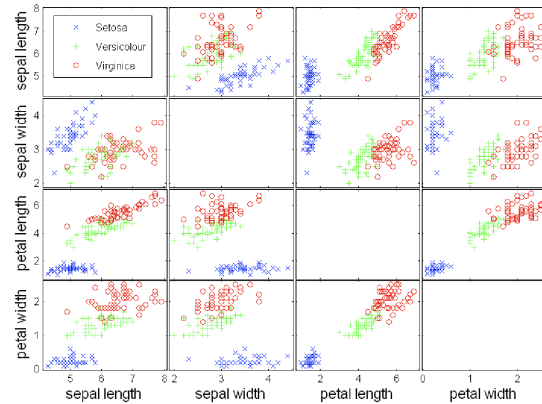 8
7
sepal length
6
5
Setosa
Versicolour
Virginica
4
sepal width
3
2
6
petal length
4
2
petal width
2
1
0
5 6 7 8 2 3 4 2 4 6 0 1 2
sepal length sepal width petal length petal width